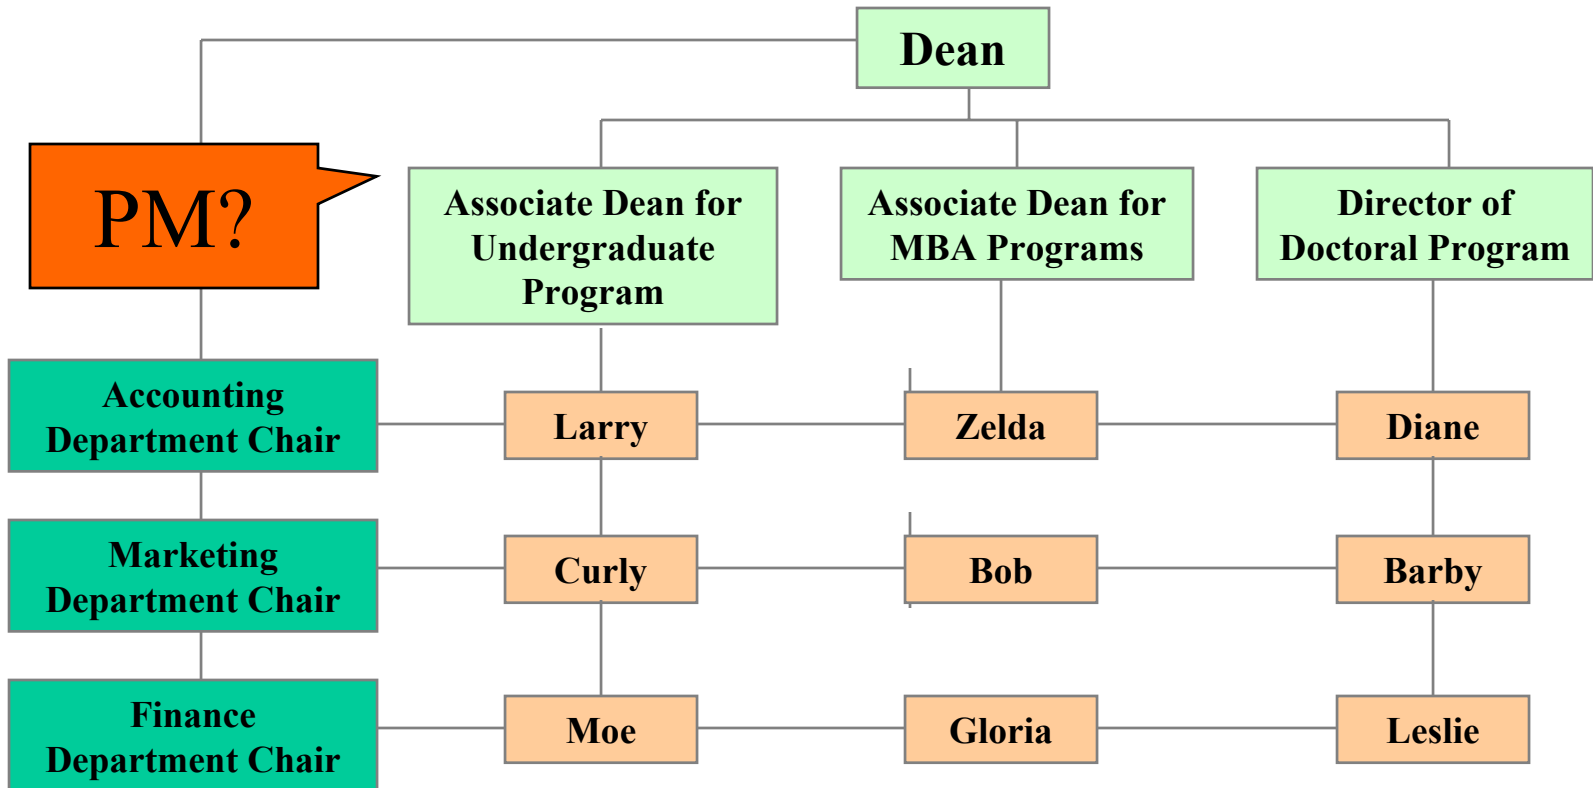 Dean
PM?
Associate Dean for
Undergraduate
Program
Associate Dean for
MBA Programs
Director of
Doctoral Program
Accounting
Department Chair
Larry
Zelda
Diane
Marketing
Department Chair
Curly
Bob
Barby
Finance
Department Chair
Moe
Gloria
Leslie